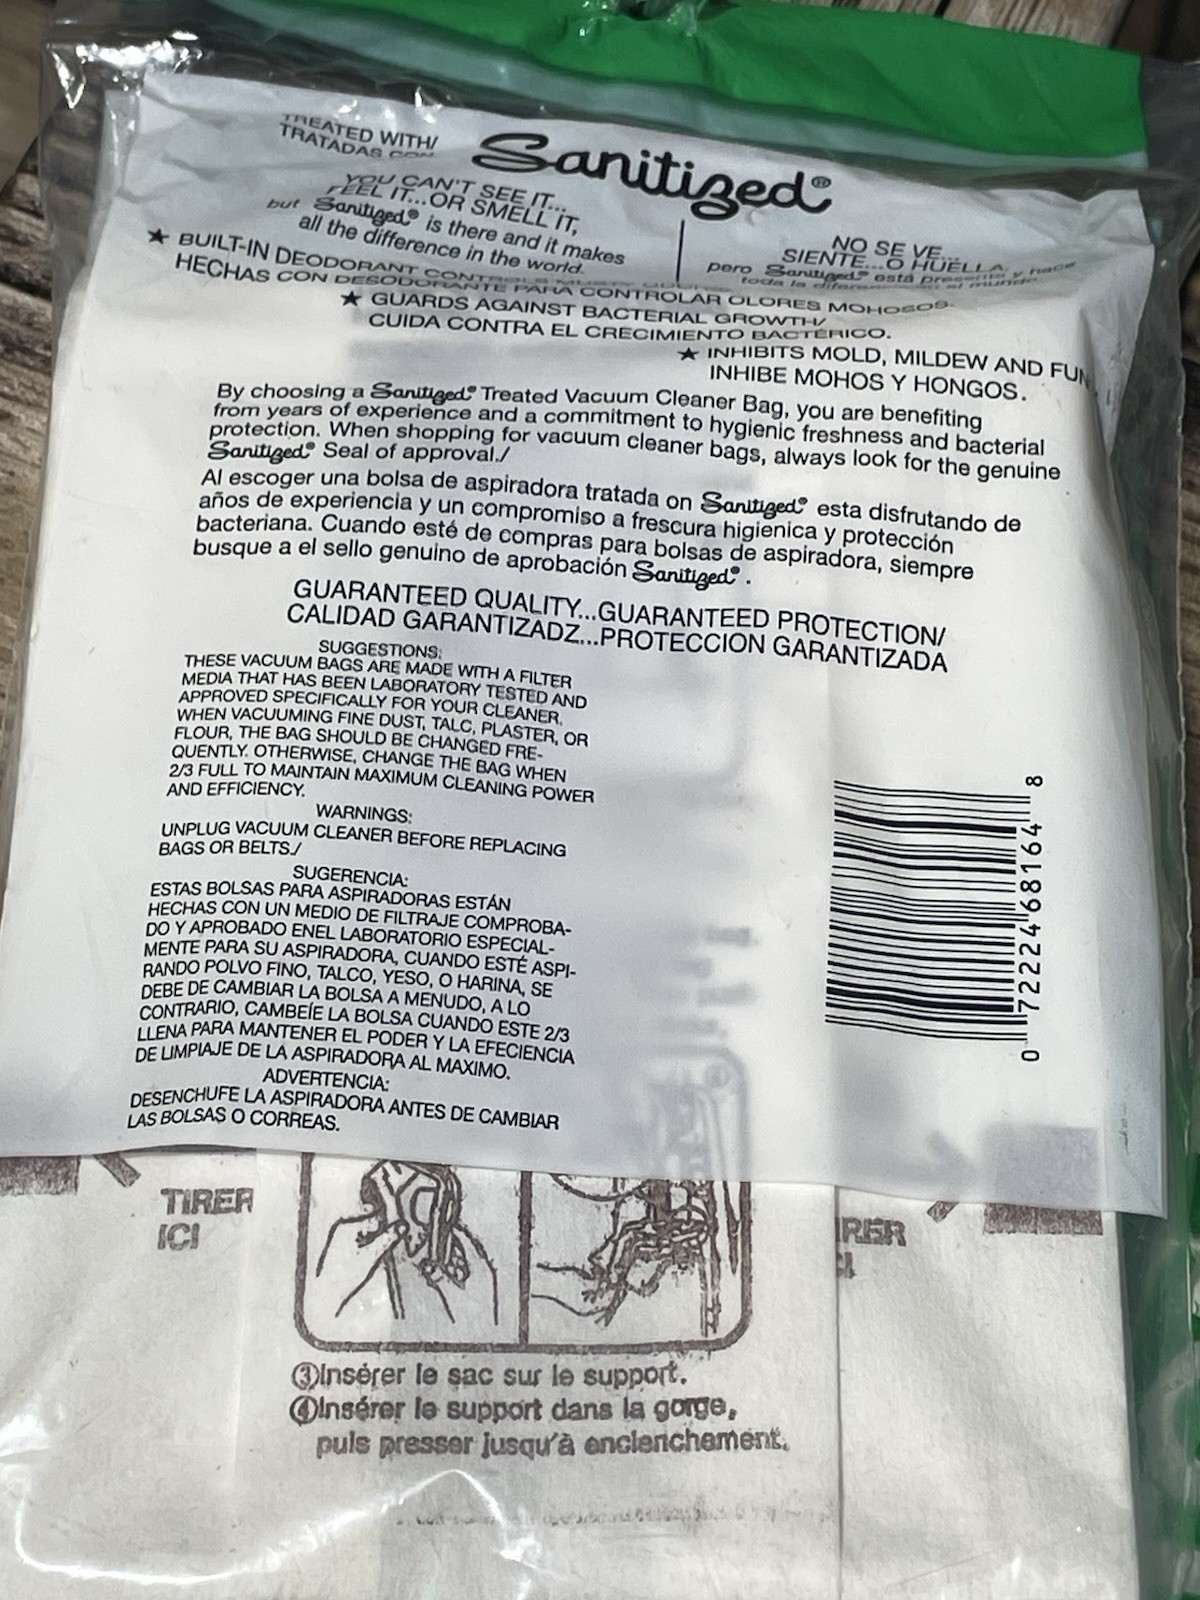 TREATED WITH/
TRATADAS CON
Sanitized®
YOU CAN'T SEE IT...
FEEL IT...OR SMELL IT,
but Sanitized® is there and it makes
all the difference in the world.
NO SE VE...
SIENTE...O HUELLA
pero Sanitized® está presente y hace
toda la en el mundo
★ BUILT-IN DEODORANT CONTROLS MUSTY
HECHAS CON DESODORANTE PARA CONTROLAR OLORES MOHOSOS.
★ GUARDS AGAINST BACTERIAL GROWTH/
CUIDA CONTRA EL CRECIMIENTO BACTÉRICO.
★ INHIBITS MOLD, MILDEW AND
INHIBE MOHOS Y HONGOS.
By choosing a Sanitized® Treated Vacuum Cleaner Bag, you are benefiting
from years of experience and a commitment to hygienic freshness and bacterial
protection. When shopping for vacuum cleaner bags, always look for the genuine
Sanitized® Seal of approval./
Al escoger una bolsa de aspiradora tratada on Sanitized® esta disfrutando de
años de experiencia y un compromiso a frescura higienica y protección
bacteriana. Cuando esté de compras para bolsas de aspiradora, siempre
busque a el sello genuino de aprobación Sanitized®.
GUARANTEED QUALITY...GUARANTEED PROTECTION/
CALIDAD GARANTIZADZ...PROTECCION GARANTIZADA
SUGGESTIONS:
THESE VACUUM BAGS ARE MADE WITH A FILTER
MEDIA THAT HAS BEEN LABORATORY TESTED AND
APPROVED SPECIFICALLY FOR YOUR CLEANER.
WHEN VACUUMING FINE DUST, TALC, PLASTER, OR
FLOUR, THE BAG SHOULD BE CHANGED FRE-
QUENTLY. OTHERWISE, CHANGE THE BAG WHEN
2/3 FULL TO MAINTAIN MAXIMUM CLEANING POWER
AND EFFICIENCY.
WARNINGS:
UNPLUG VACUUM CLEANER BEFORE REPLACING
BAGS OR BELTS./
SUGERENCIA:
ESTAS BOLSAS PARA ASPIRADORAS ESTÁN
HECHAS CON UN MEDIO DE FILTRAJE COMPROBA-
DO Y APROBADO ENEL LABORATORIO ESPECIAL-
MENTE PARA SU ASPIRADORA, CUANDO ESTÉ ASPI-
RANDO POLVO FINO, TALCO, YESO, O HARINA, SE
DEBE DE CAMBIAR LA BOLSA A MENUDO, A LO
CONTRARIO, CAMBEÍE LA BOLSA CUANDO ESTE 2/3
LLENA PARA MANTENER EL PODER Y LA EFECIENCIA
DE LIMPIAJE DE LA ASPIRADORA AL MAXIMO.
ADVERTENCIA:
DESENCHUFE LA ASPIRADORA ANTES DE CAMBIAR
LAS BOLSAS O CORREAS.
0 72224 68164 8
TIRER
ICI
③Insérer le sac sur le support.
④Insérer le support dans la gorge,
puis presser jusqu'à enclenchement.